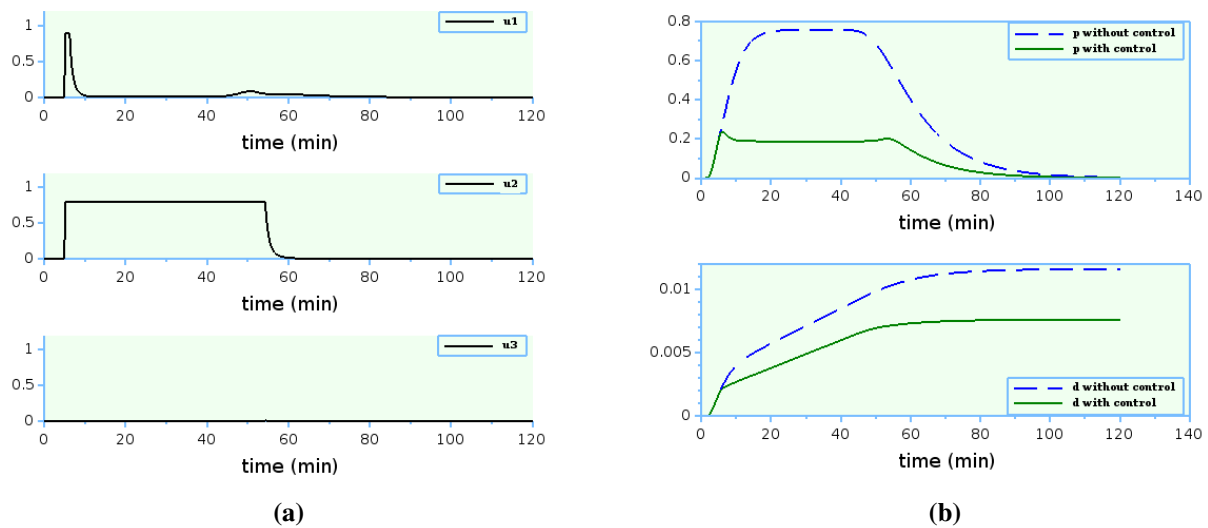 u1
1
0.5
0
0 20 40 60 80 100 120
time (min)
u2
1
0.5
0
0 20 40 60 80 100 120
time (min)
u3
1
0.5
0
0 20 40 60 80 100 120
time (min)
(a)
0.8
p without control
p with control
0.6
0.4
0.2
0
0 20 40 60 80 100 120 140
time (min)
0.01
0.005
d without control
d with control
0
0 20 40 60 80 100 120 140
time (min)
(b)